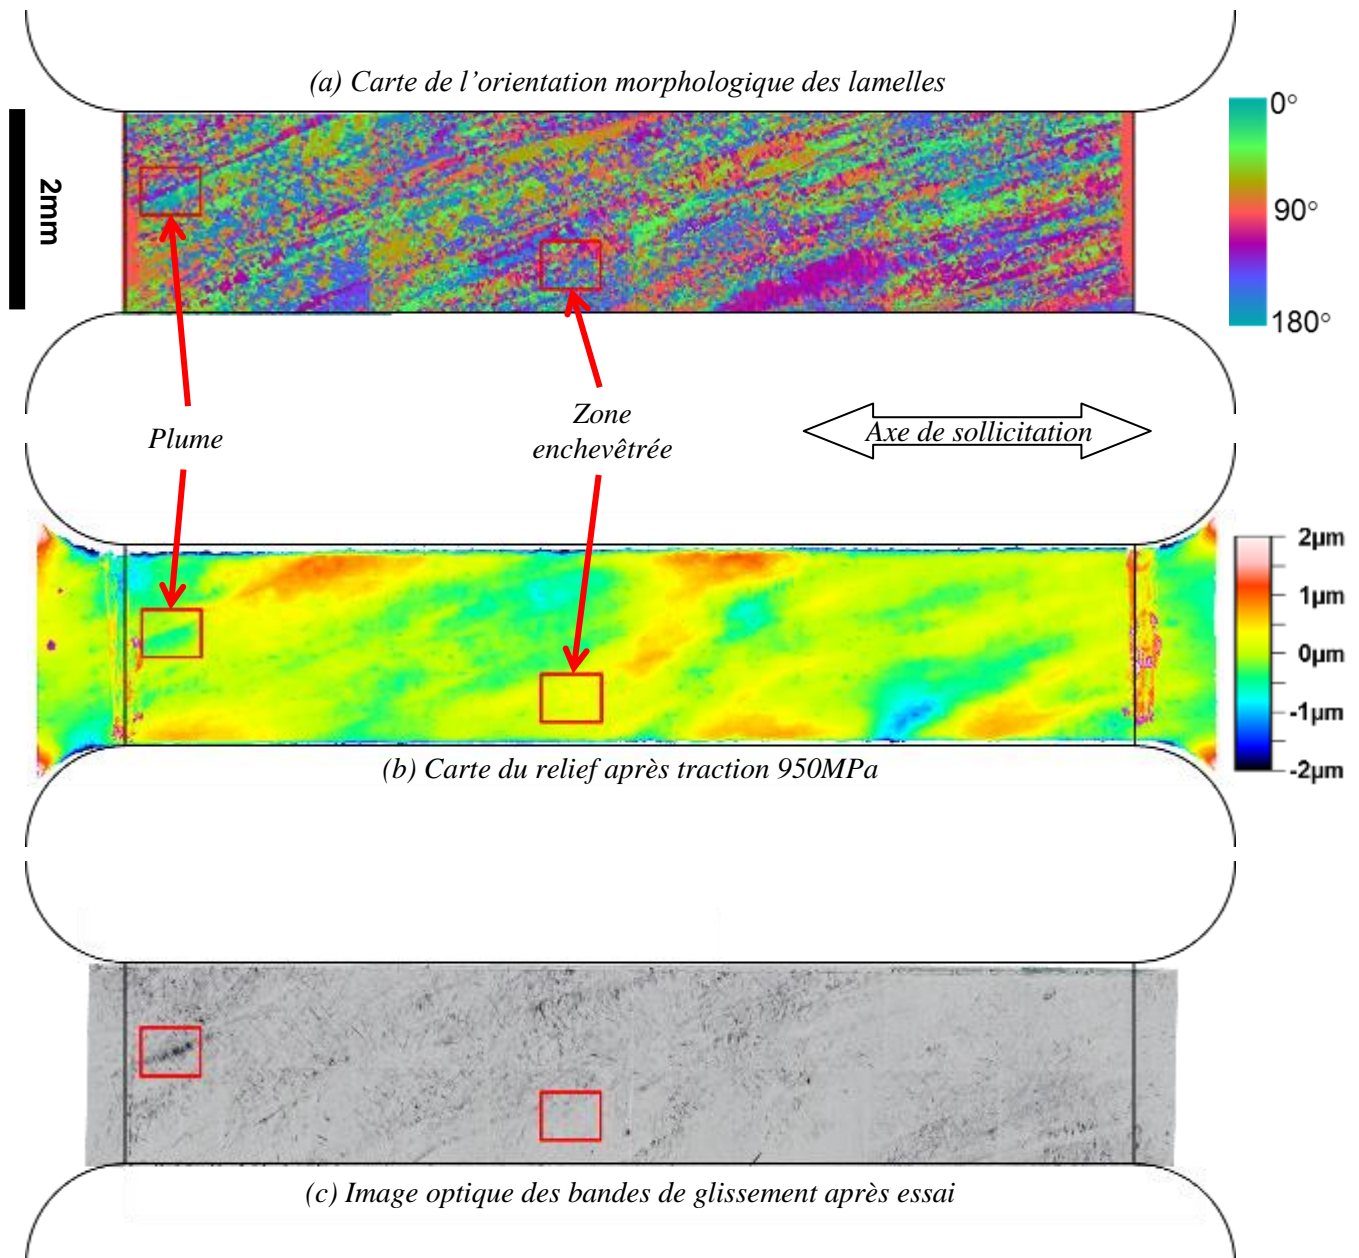 (a) Carte de l'orientation morphologique des lamelles
0°
90°
180°
2mm
Plume
Zone
enchevêtrée
Axe de sollicitation
2µm
1µm
0µm
-1µm
-2µm
(b) Carte du relief après traction 950MPa
(c) Image optique des bandes de glissement après essai